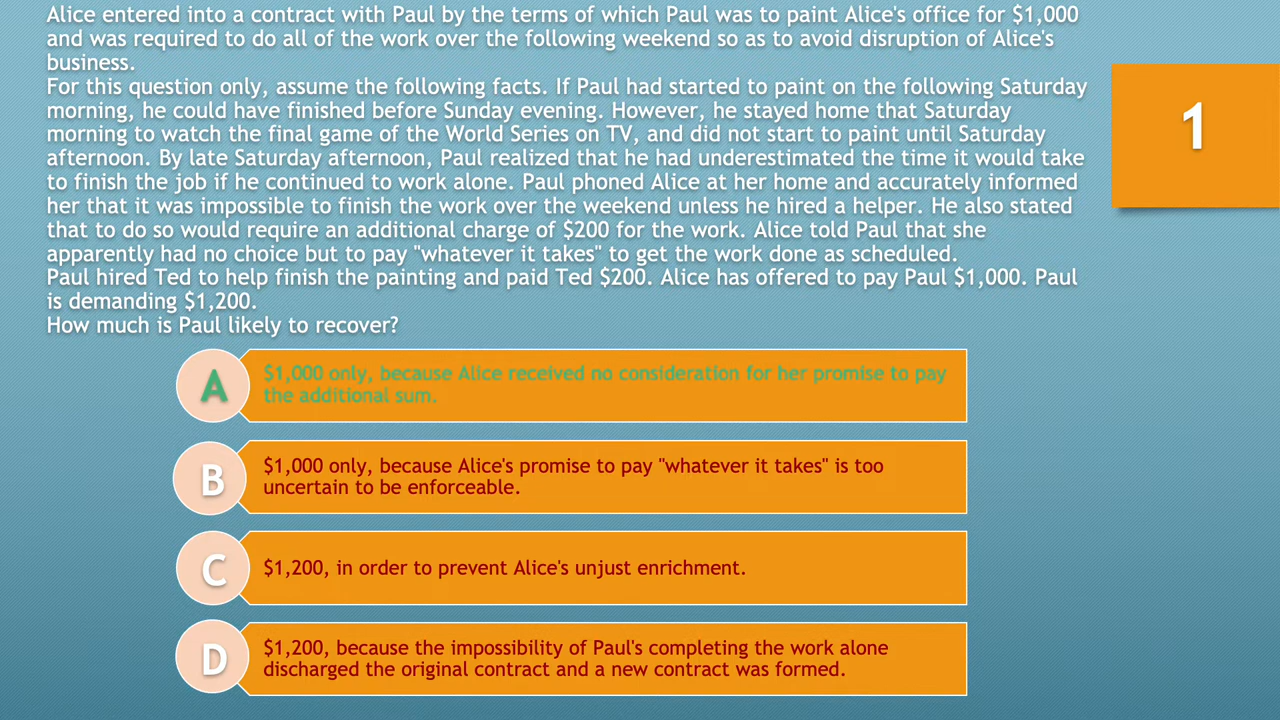 Alice entered into a contract with Paul by the terms of which Paul was to paint Alice's office for $1,000
and was required to do all of the work over the following weekend so as to avoid disruption of Alice's
business.
For this question only, assume the following facts. If Paul had started to paint on the following Saturday
morning, he could have finished before Sunday evening. However, he stayed home that Saturday
morning to watch the final game of the World Series on TV, and did not start to paint until Saturday
afternoon. By late Saturday afternoon, Paul realized that he had underestimated the time it would take
to finish the job if he continued to work alone. Paul phoned Alice at her home and accurately informed
her that it was impossible to finish the work over the weekend unless he hired a helper. He also stated
that to do so would require an additional charge of $200 for the work. Alice told Paul that she
apparently had no choice but to pay "whatever it takes" to get the work done as scheduled.
Paul hired Ted to help finish the painting and paid Ted $200. Alice has offered to pay Paul $1,000. Paul
is demanding $1,200.
How much is Paul likely to recover?
1
A
$1,000 only, because Alice received no consideration for her promise to pay
the additional sum.
B
$1,000 only, because Alice's promise to pay "whatever it takes" is too
uncertain to be enforceable.
C
$1,200, in order to prevent Alice's unjust enrichment.
D
$1,200, because the impossibility of Paul's completing the work alone
discharged the original contract and a new contract was formed.